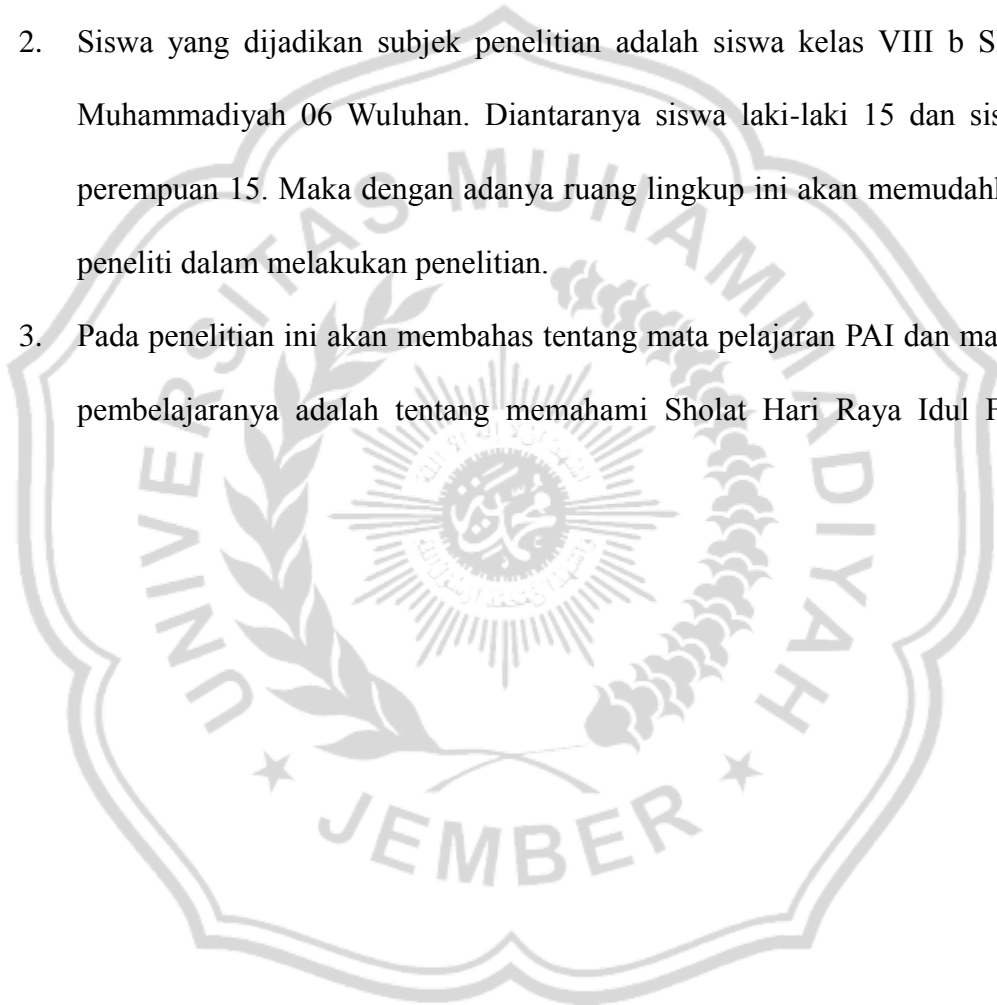 2. Siswa yang dijadikan subjek penelitian adalah siswa kelas VIII b
Muhammadiyah 06 Wuluhan. Diantaranya siswa laki-laki 15 dan
perempuan 15. Maka dengan adanya ruang lingkup ini akan
peneliti dalam melakukan penelitian.
3. Pada penelitian ini akan membahas tentang mata pelajaran PAI dan
pembelajaranya adalah tentang memahami Sholat Hari Raya Idul
UNIVERSITAS MUHAMMADIYAH
JEMBER